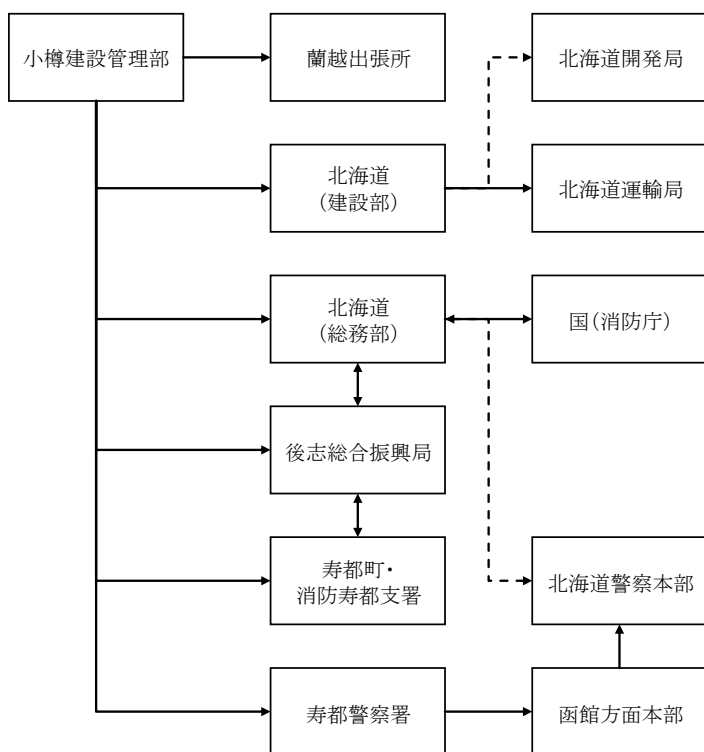 小樽建設管理部
蘭越出張所
北海道開発局
北海道
(建設部)
北海道運輸局
北海道
(総務部)
国(消防庁)
後志総合振興局
寿都町・
消防寿都支署
北海道警察本部
寿都警察署
函館方面本部